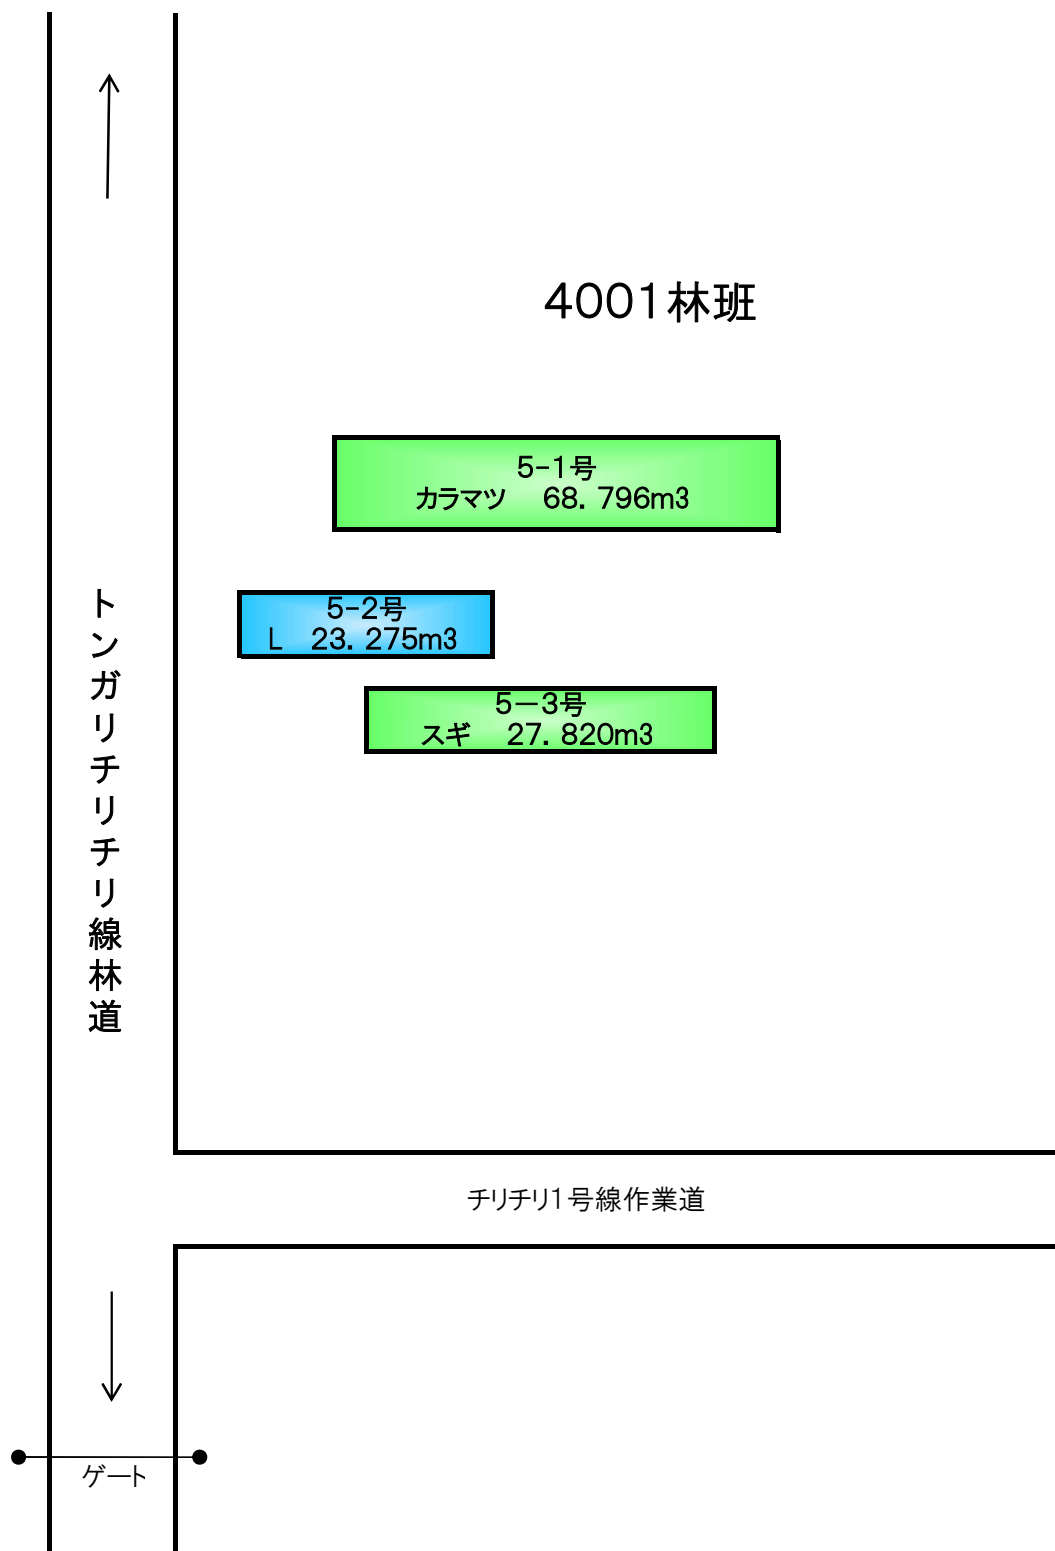 4001林班
5-1号
カラマツ　68．796m3
5-2号
L　23．275m3
5－3号
スギ　27．820m3
トンガリチリチリ線林道
チリチリ1号線作業道
ゲート